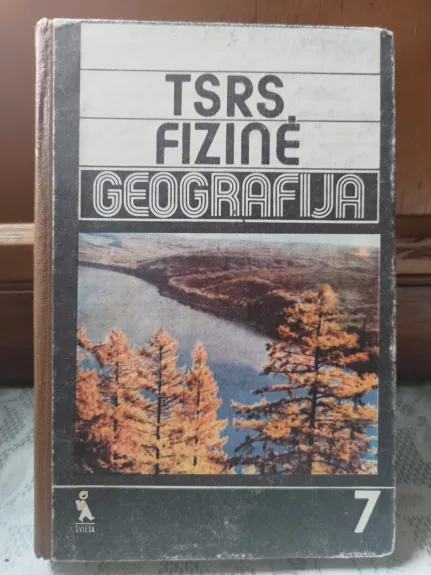 TSRS
FIZINĖ
GEOGRAFIJA
7
ŠVIESA